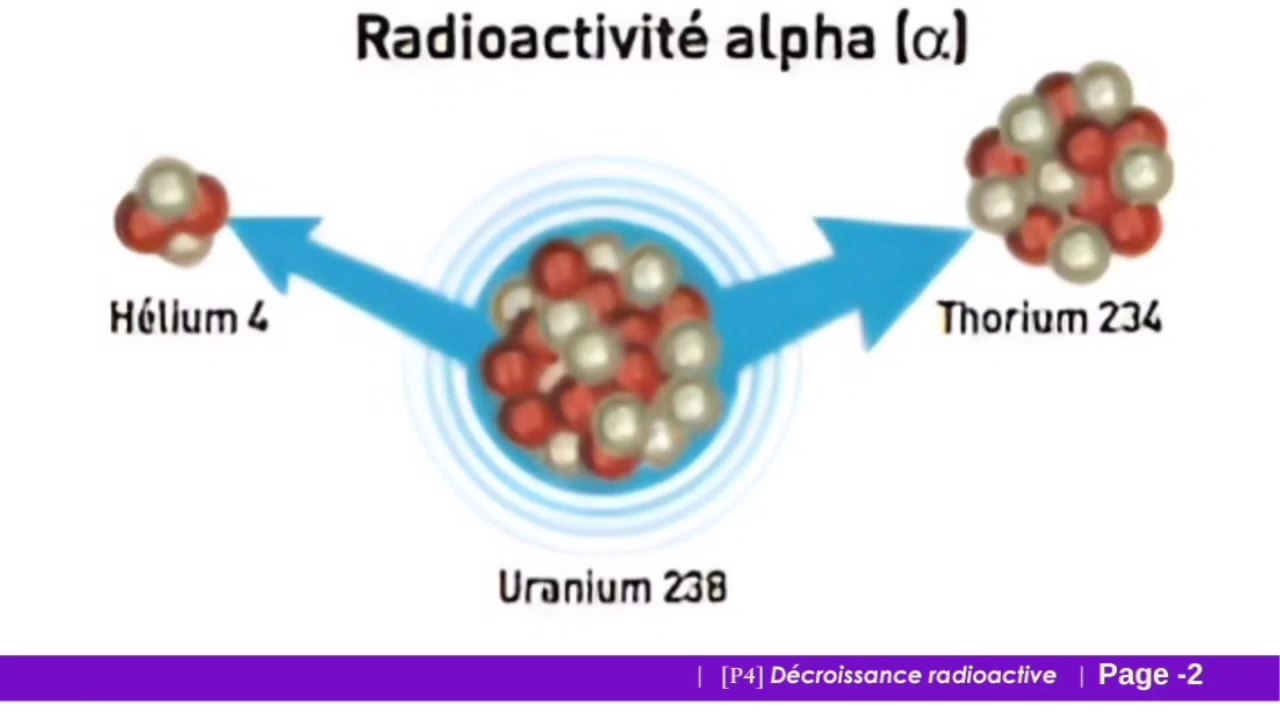 Radioactivité alpha (α)
Hélium 4
Thorium 234
Uranium 238
| [P4] Décroissance radioactive | Page -2